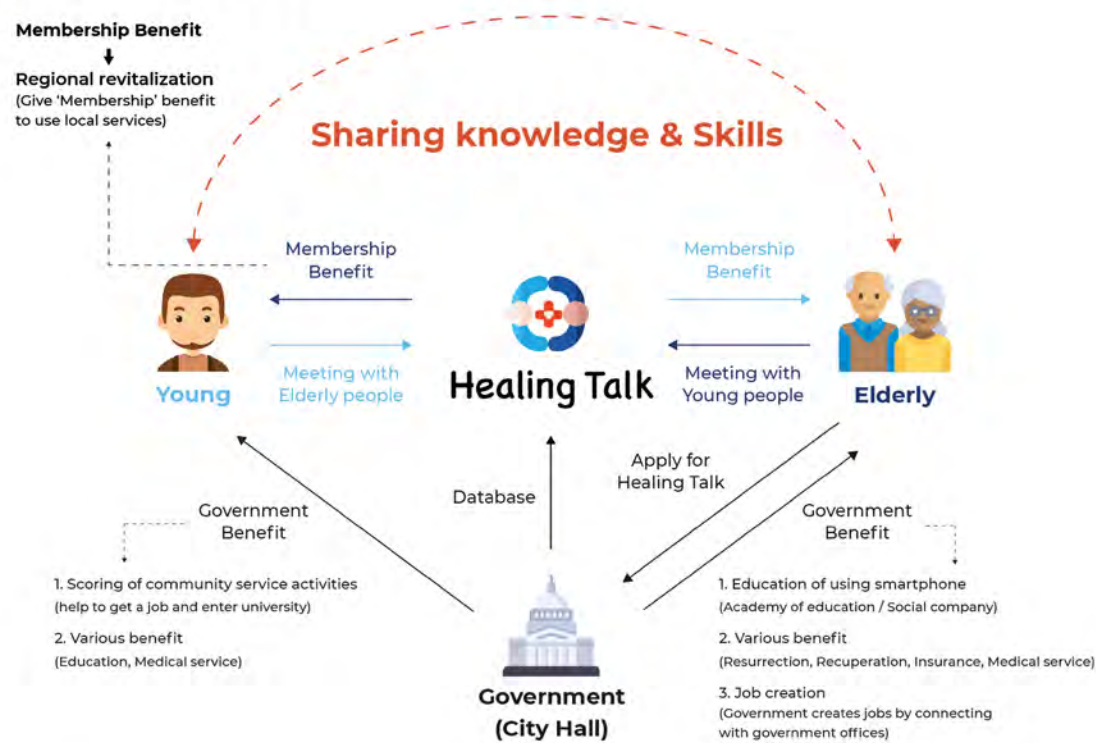 Membership Benefit
Regional revitalization
(Give 'Membership' benefit
to use local services)
Sharing knowledge & Skills
Membership
Benefit
Membership
Benefit
Meeting with
Elderly people
Meeting with
Young people
Young
Healing Talk
Elderly
Apply for
Healing Talk
Database
Government
Benefit
Government
Benefit
1. Scoring of community service activities
(help to get a job and enter university)
2. Various benefit
(Education, Medical service)
1. Education of using smartphone
(Academy of education / Social company)
2. Various benefit
(Resurrection, Recuperation, Insurance, Medical service)
3. Job creation
(Government creates jobs by connecting
with government offices)
Government
(City Hall)